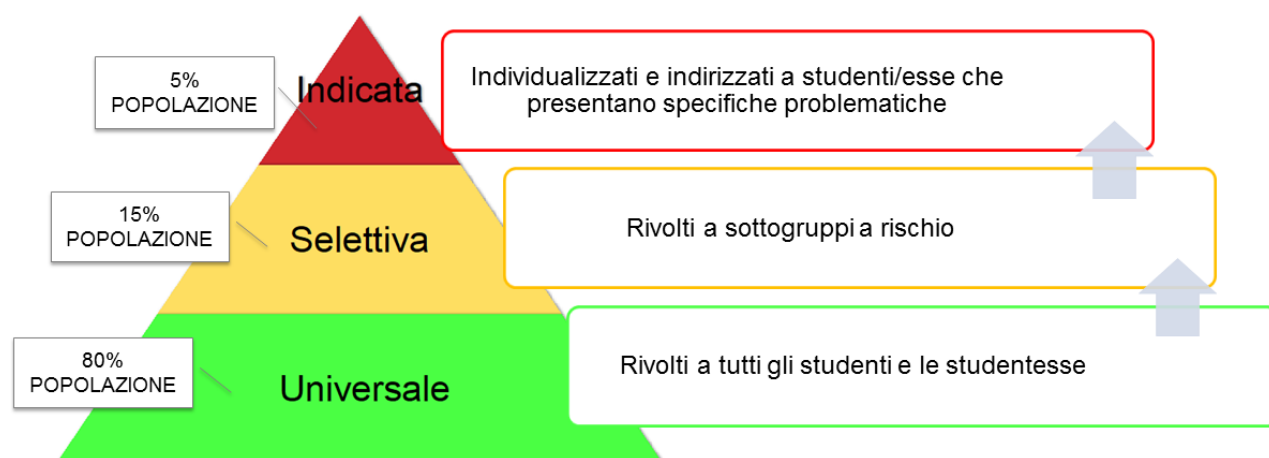 5%
POPOLAZIONE
Indicata
Individualizzati e indirizzati a studenti/esse che
presentano specifiche problematiche
15%
POPOLAZIONE
Selettiva
Rivolti a sottogruppi a rischio
80%
POPOLAZIONE
Universale
Rivolti a tutti gli studenti e le studentesse